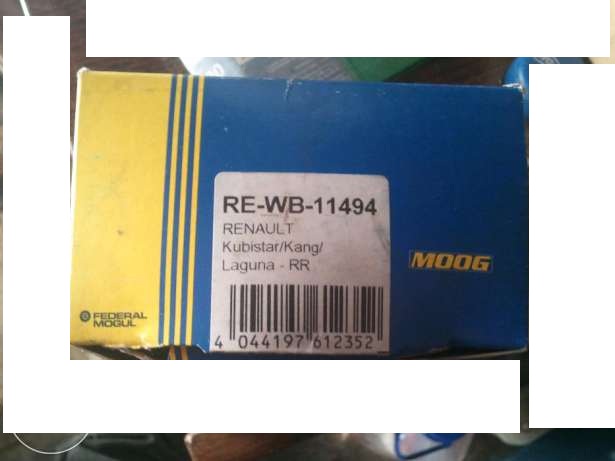 RE-WB-11494
RENAULT
Kubistar/Kang/
Laguna - RR
MOOG
FEDERAL
MOGUL
4 044197 612352